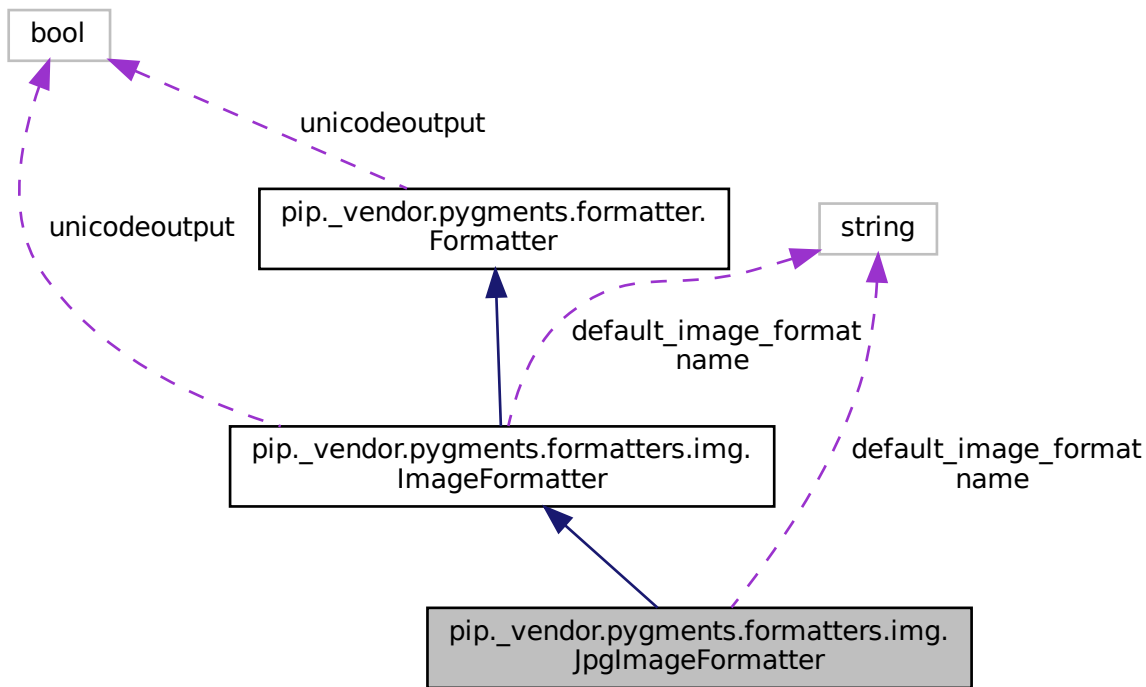 bool
unicodeoutput
pip._vendor.pygments.formatter.
Formatter
unicodeoutput
string
default_image_format
name
pip._vendor.pygments.formatters.img.
ImageFormatter
default_image_format
name
pip._vendor.pygments.formatters.img.
JpgImageFormatter